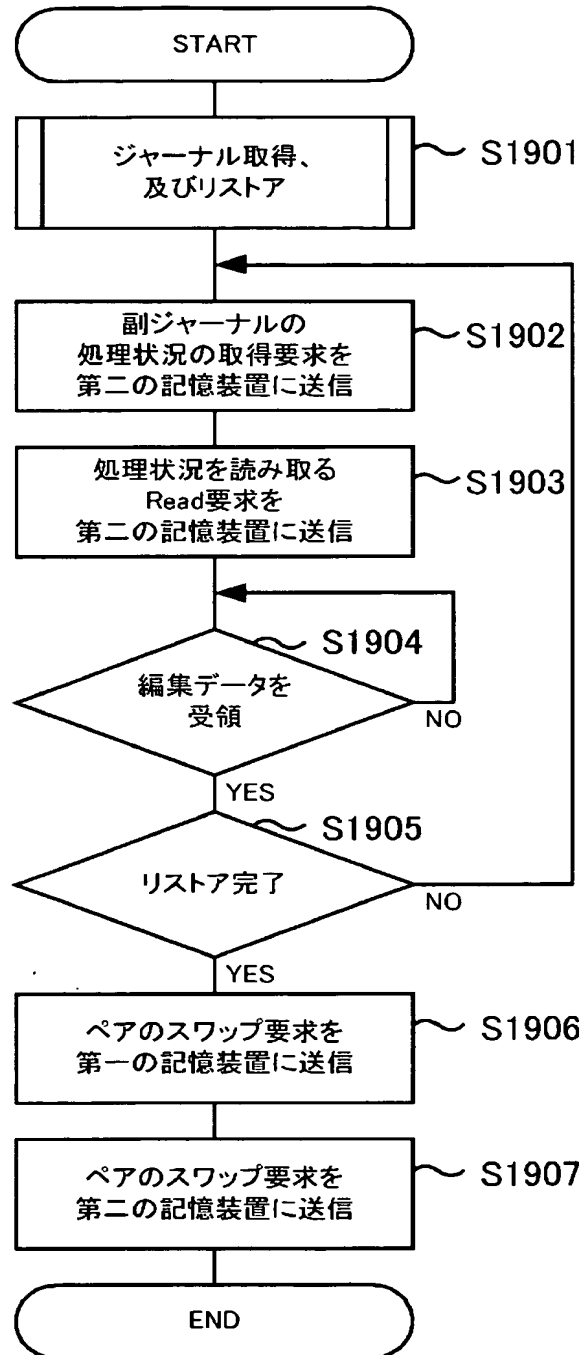 START
ジャーナル取得、
及びリストア
S1901
副ジャーナルの
処理状況の取得要求を
第二の記憶装置に送信
S1902
処理状況を読み取る
Read要求を
第二の記憶装置に送信
S1903
S1904
編集データを
受領
NO
YES
S1905
リストア完了
NO
YES
ペアのスワップ要求を
第一の記憶装置に送信
S1906
ペアのスワップ要求を
第二の記憶装置に送信
S1907
END